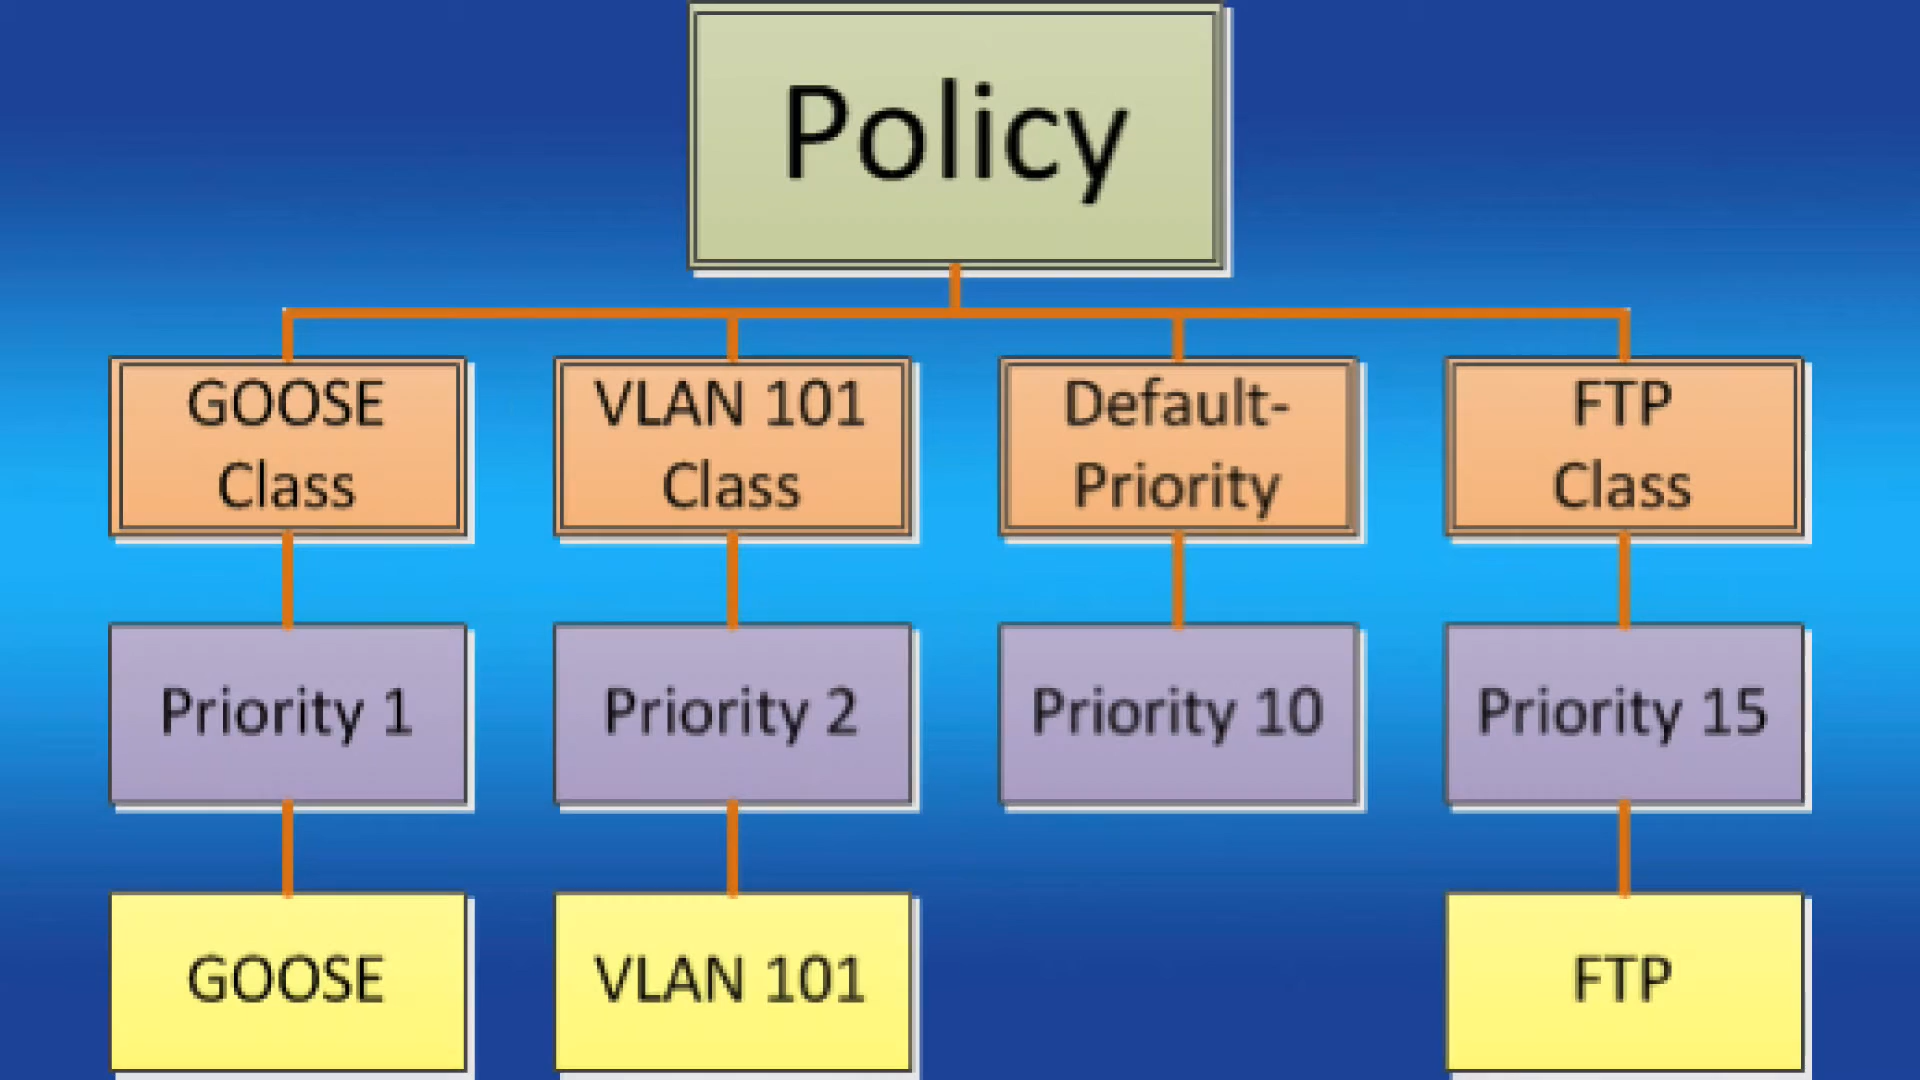 Policy
GOOSE
Class
VLAN 101
Class
Default-
Priority
FTP
Class
Priority 1
Priority 2
Priority 10
Priority 15
GOOSE
VLAN 101
FTP